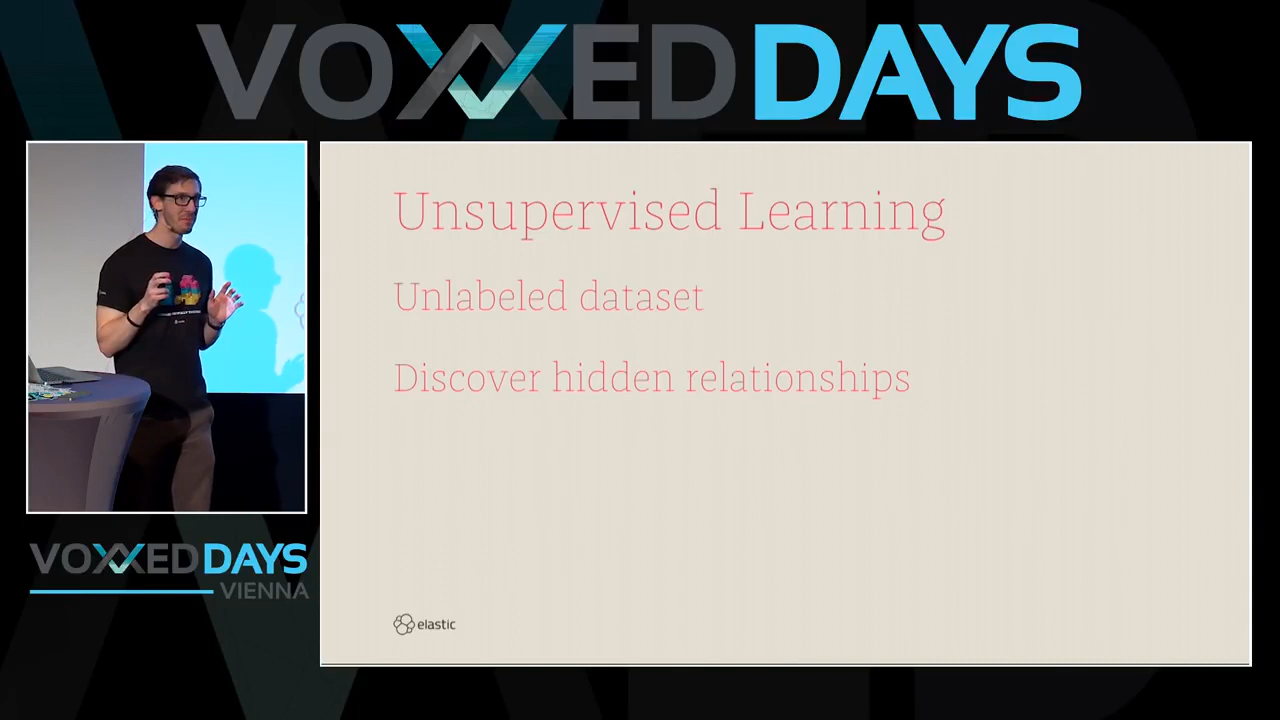 VOXXED DAYS
Unsupervised Learning
Unlabeled dataset
Discover hidden relationships
elastic
VOXXED DAYS
VIENNA